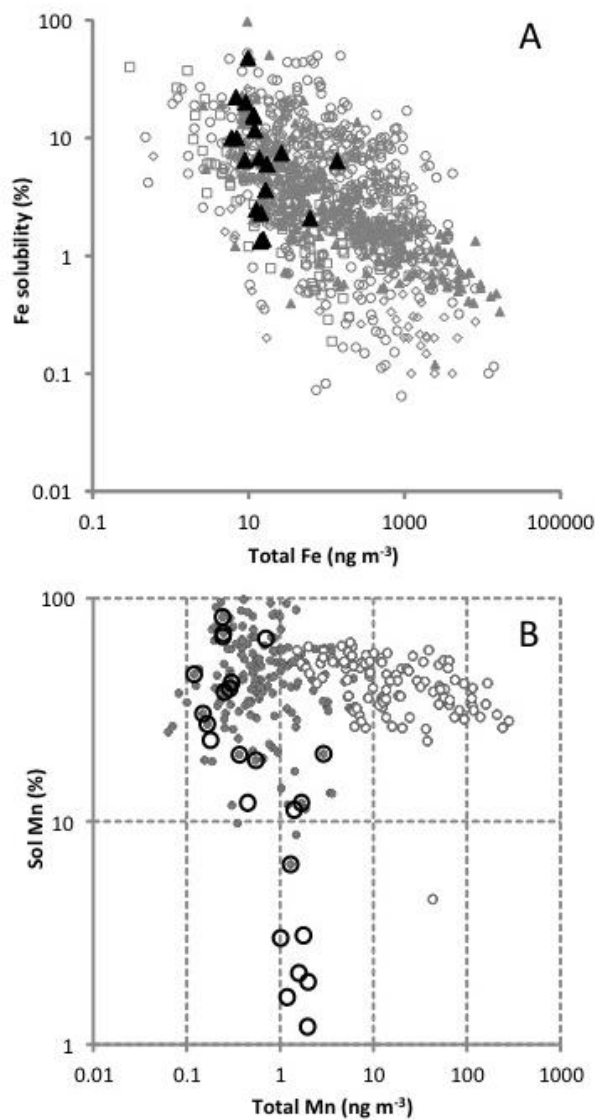 A
100
10
1
0.1
0.01
Fe solubility (%)
0.1 10 1000 100000
Total Fe (ng m-3)
B
100
10
1
Sol Mn (%)
0.01 0.1 1 10 100 1000
Total Mn (ng m-3)